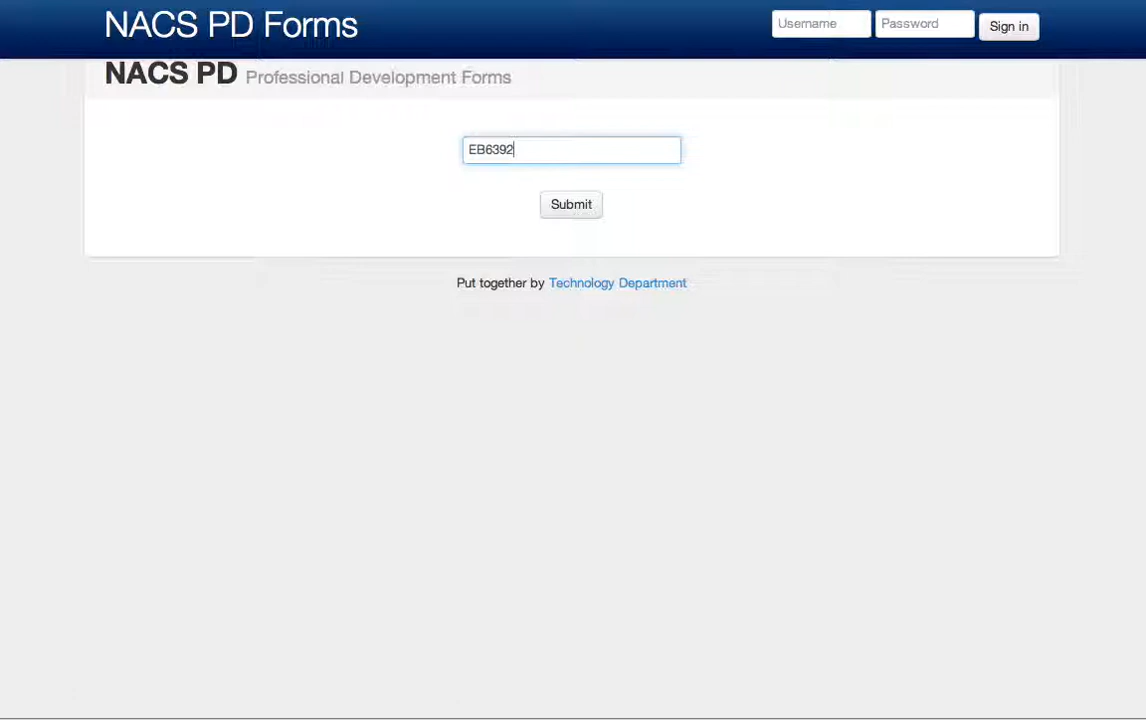 NACS PD Forms
Username Password Sign in
NACS PD Professional Development Forms
EB6392
Submit
Put together by Technology Department